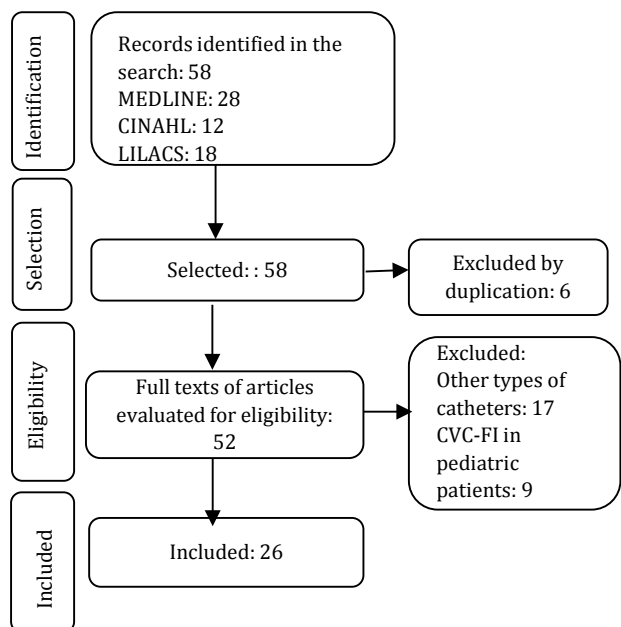 Identification
Records identified in the
search: 58
MEDLINE: 28
CINAHL: 12
LILACS: 18
Selection
Selected: : 58
Excluded by
duplication: 6
Eligibility
Full texts of articles
evaluated for eligibility:
52
Excluded:
Other types of
catheters: 17
CVC-FI in
pediatric
patients: 9
Included
Included: 26